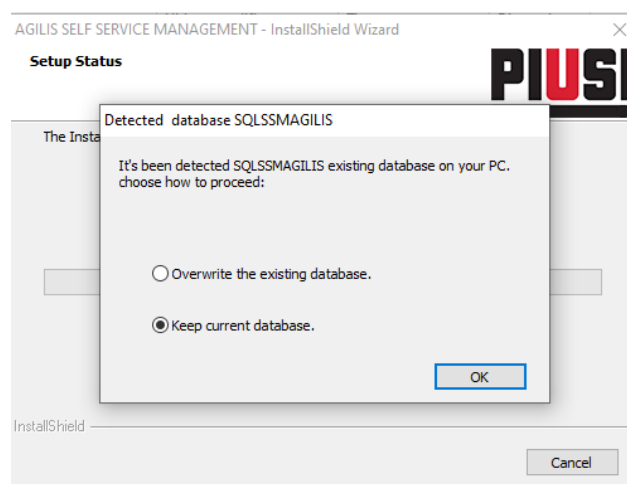 AGILIS SELF SERVICE MANAGEMENT - InstallShield Wizard
Setup Status
PIUSI
Detected database SQLSSMAGILIS
The Insta
It's been detected SQLSSMAGILIS existing database on your PC.
choose how to proceed:
Overwrite the existing database.
Keep current database.
OK
InstallShield
Cancel